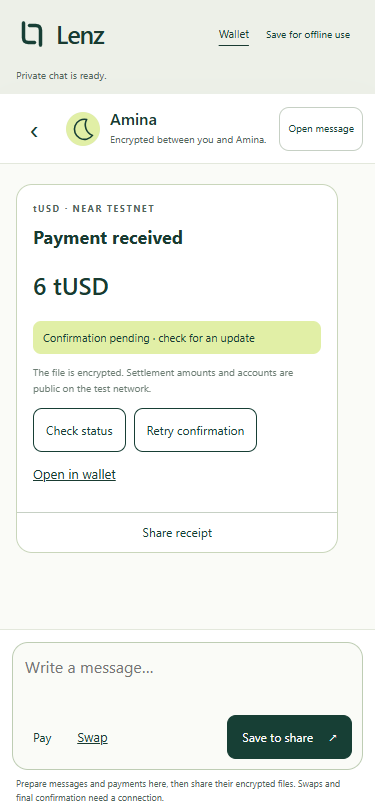 Lenz
Wallet
Save for offline use
Private chat is ready.
Amina
Encrypted between you and Amina.
Open message
tUSD · NEAR TESTNET
Payment received
6 tUSD
Confirmation pending · check for an update
The file is encrypted. Settlement amounts and accounts are
public on the test network.
Check status
Retry confirmation
Open in wallet
Share receipt
Write a message...
Pay
Swap
Save to share ↗
Prepare messages and payments here, then share their encrypted files. Swaps and
final confirmation need a connection.